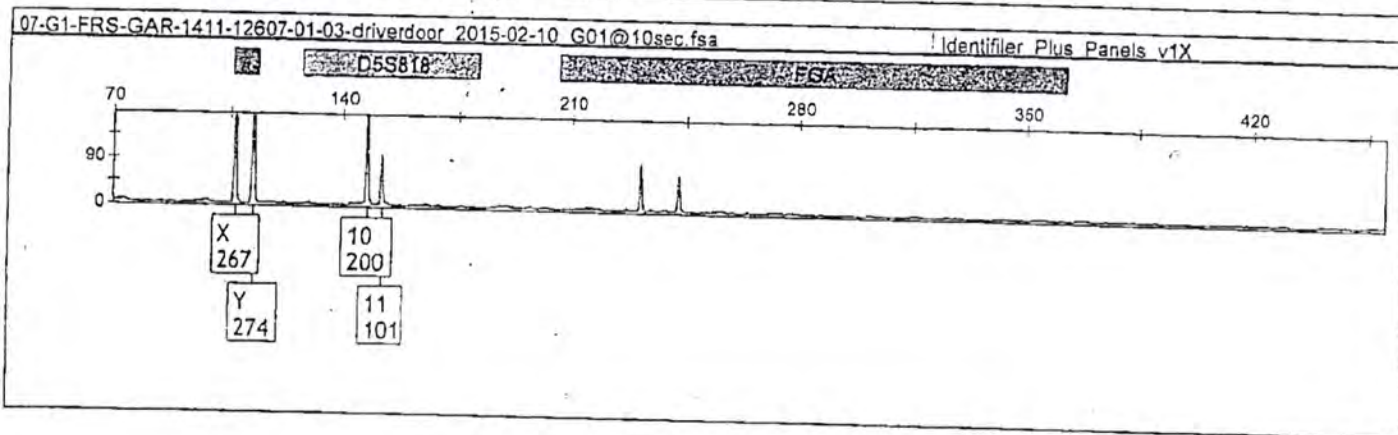 07-G1-FRS-GAR-1411-12607-01-03-driverdoor 2015-02-10 G01@10sec.fsa Identifiler Plus Panels v1X
D5S818 FGA
70 140 210 280 350 420
90
0
X
267
10
200
Y
274
11
101